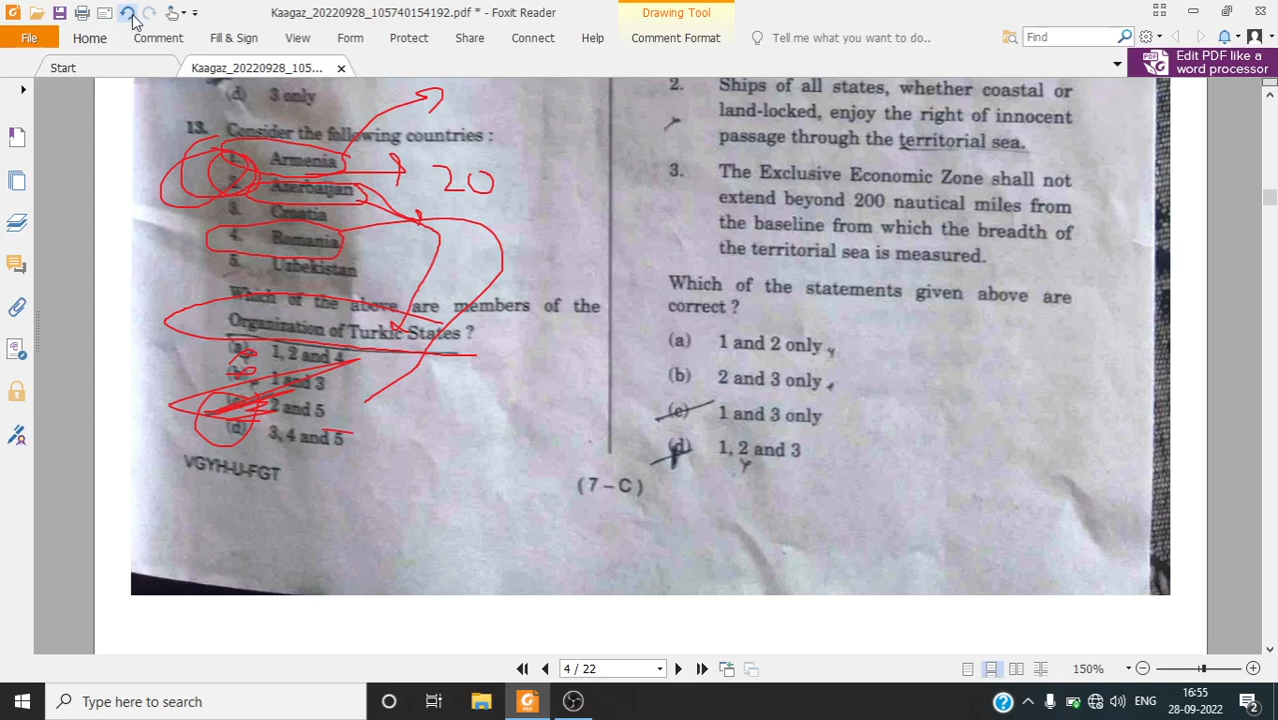 Kaagaz_20220928_105740154192.pdf * - Foxit Reader
Drawing Tool
File
Home
Comment
Fill & Sign
View
Form
Protect
Share
Connect
Help
Comment Format
Tell me what you want to do..
Find
Start
Kaagaz_20220928_105...
Edit PDF like a
word processor
(d) 3 only
13. Consider the following countries :
1. Armenia
2. Azerbaijan
3. Croatia
4. Romania
5. Uzbekistan
20
Which of the above are members of the
Organization of Turkic States ?
(a) 1, 2 and 4
(b) 1 and 3
(c) 2 and 5
(d) 3, 4 and 5
VGYH-U-FGT
(7 – C)
2. Ships of all states, whether coastal or
land-locked, enjoy the right of innocent
passage through the territorial sea.
3. The Exclusive Economic Zone shall not
extend beyond 200 nautical miles from
the baseline from which the breadth of
the territorial sea is measured.
Which of the statements given above are
correct ?
(a) 1 and 2 only
(b) 2 and 3 only
(c) 1 and 3 only
(d) 1, 2 and 3
4 / 22
150%
Type here to search
ENG
16:55
28-09-2022
2